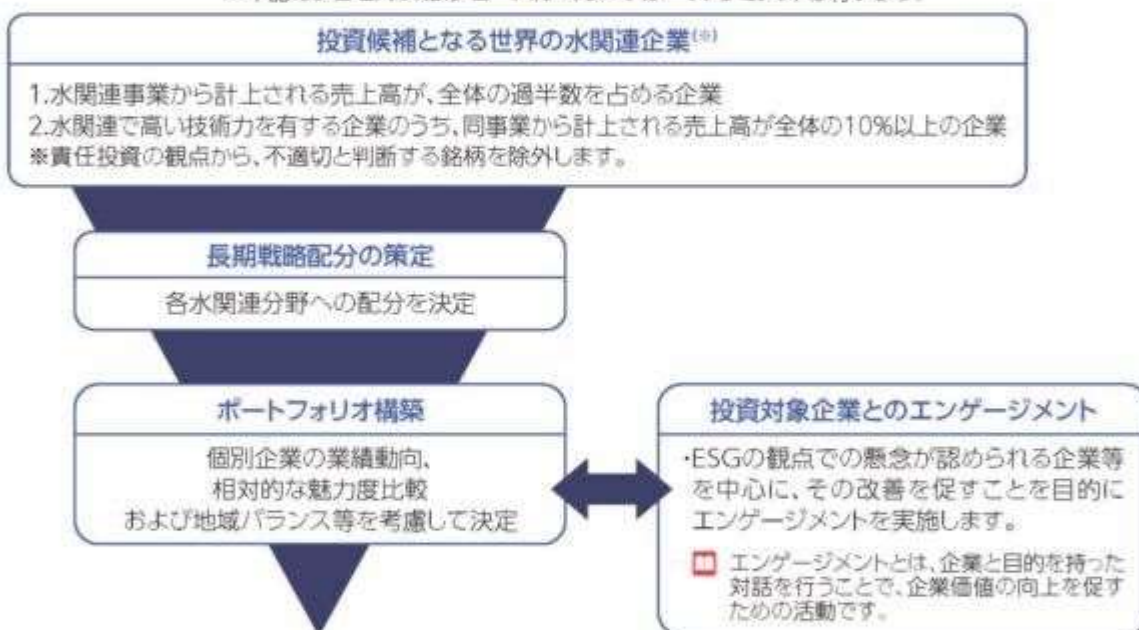 投資候補となる世界の水関連企業(※)
1.水関連事業から計上される売上高が、全体の過半数を占める企業
2.水関連で高い技術力を有する企業のうち、同事業から計上される売上高が全体の10%以上の企業
※責任投資の観点から、不適切と判断する銘柄を除外します。
長期戦略配分の策定
各水関連分野への配分を決定
ポートフォリオ構築
個別企業の業績動向、
相対的な魅力度比較
および地域バランス等を考慮して決定
投資対象企業とのエンゲージメント
・ESGの観点での懸念が認められる企業等
を中心に、その改善を促すことを目的に
エンゲージメントを実施します。
エンゲージメントとは、企業と目的を持った
対話を行うことで、企業価値の向上を促す
ための活動です。